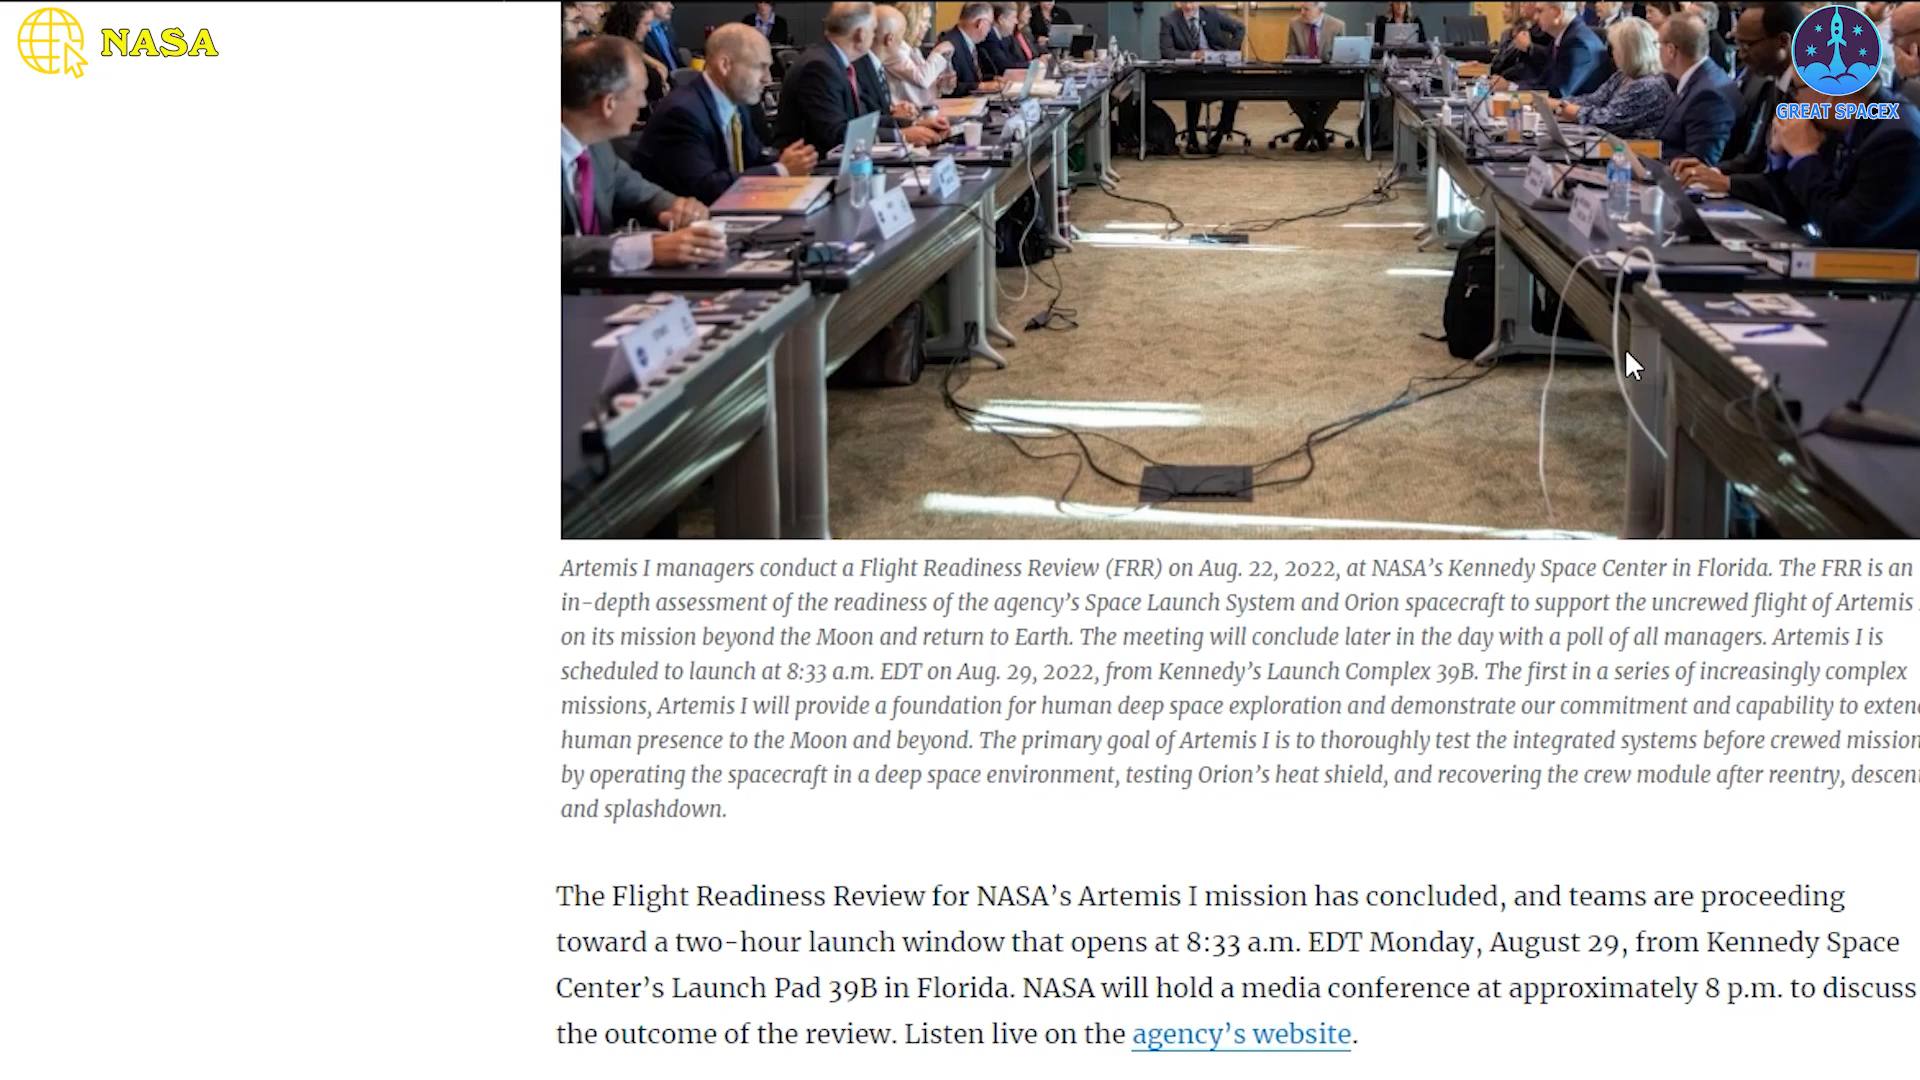 NASA
GREAT SPACEX
Artemis I managers conduct a Flight Readiness Review (FRR) on Aug. 22, 2022, at NASA’s Kennedy Space Center in Florida. The FRR is an
in-depth assessment of the readiness of the agency’s Space Launch System and Orion spacecraft to support the uncrewed flight of Artemis
on its mission beyond the Moon and return to Earth. The meeting will conclude later in the day with a poll of all managers. Artemis I is
scheduled to launch at 8:33 a.m. EDT on Aug. 29, 2022, from Kennedy’s Launch Complex 39B. The first in a series of increasingly complex
missions, Artemis I will provide a foundation for human deep space exploration and demonstrate our commitment and capability to exten
human presence to the Moon and beyond. The primary goal of Artemis I is to thoroughly test the integrated systems before crewed mission
by operating the spacecraft in a deep space environment, testing Orion’s heat shield, and recovering the crew module after reentry, descen
and splashdown.
The Flight Readiness Review for NASA’s Artemis I mission has concluded, and teams are proceeding
toward a two-hour launch window that opens at 8:33 a.m. EDT Monday, August 29, from Kennedy Space
Center’s Launch Pad 39B in Florida. NASA will hold a media conference at approximately 8 p.m. to discuss
the outcome of the review. Listen live on the agency’s website.